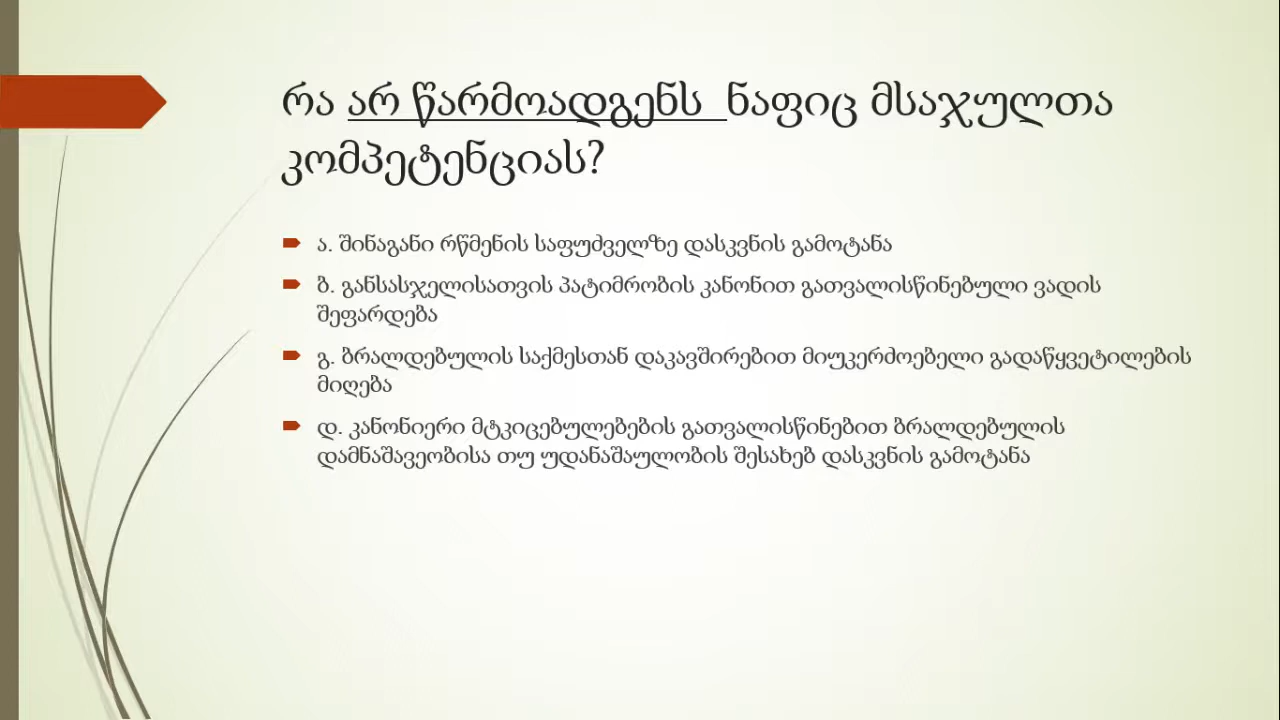 რა არ წარმოადგენს ნაფიც მსაჯულთა
კომპეტენციას?
ა. შინაგანი რწმენის საფუძველზე დასკვნის გამოტანა
ბ. განსასჯელისათვის პატიმრობის კანონით გათვალისწინებული ვადის
შეფარდება
გ. ბრალდებულის საქმესთან დაკავშირებით მიუკერძოებელი გადაწყვეტილების
მიღება
დ. კანონიერი მტკიცებულებების გათვალისწინებით ბრალდებულის
დამნაშავეობისა თუ უდანაშაულობის შესახებ დასკვნის გამოტანა